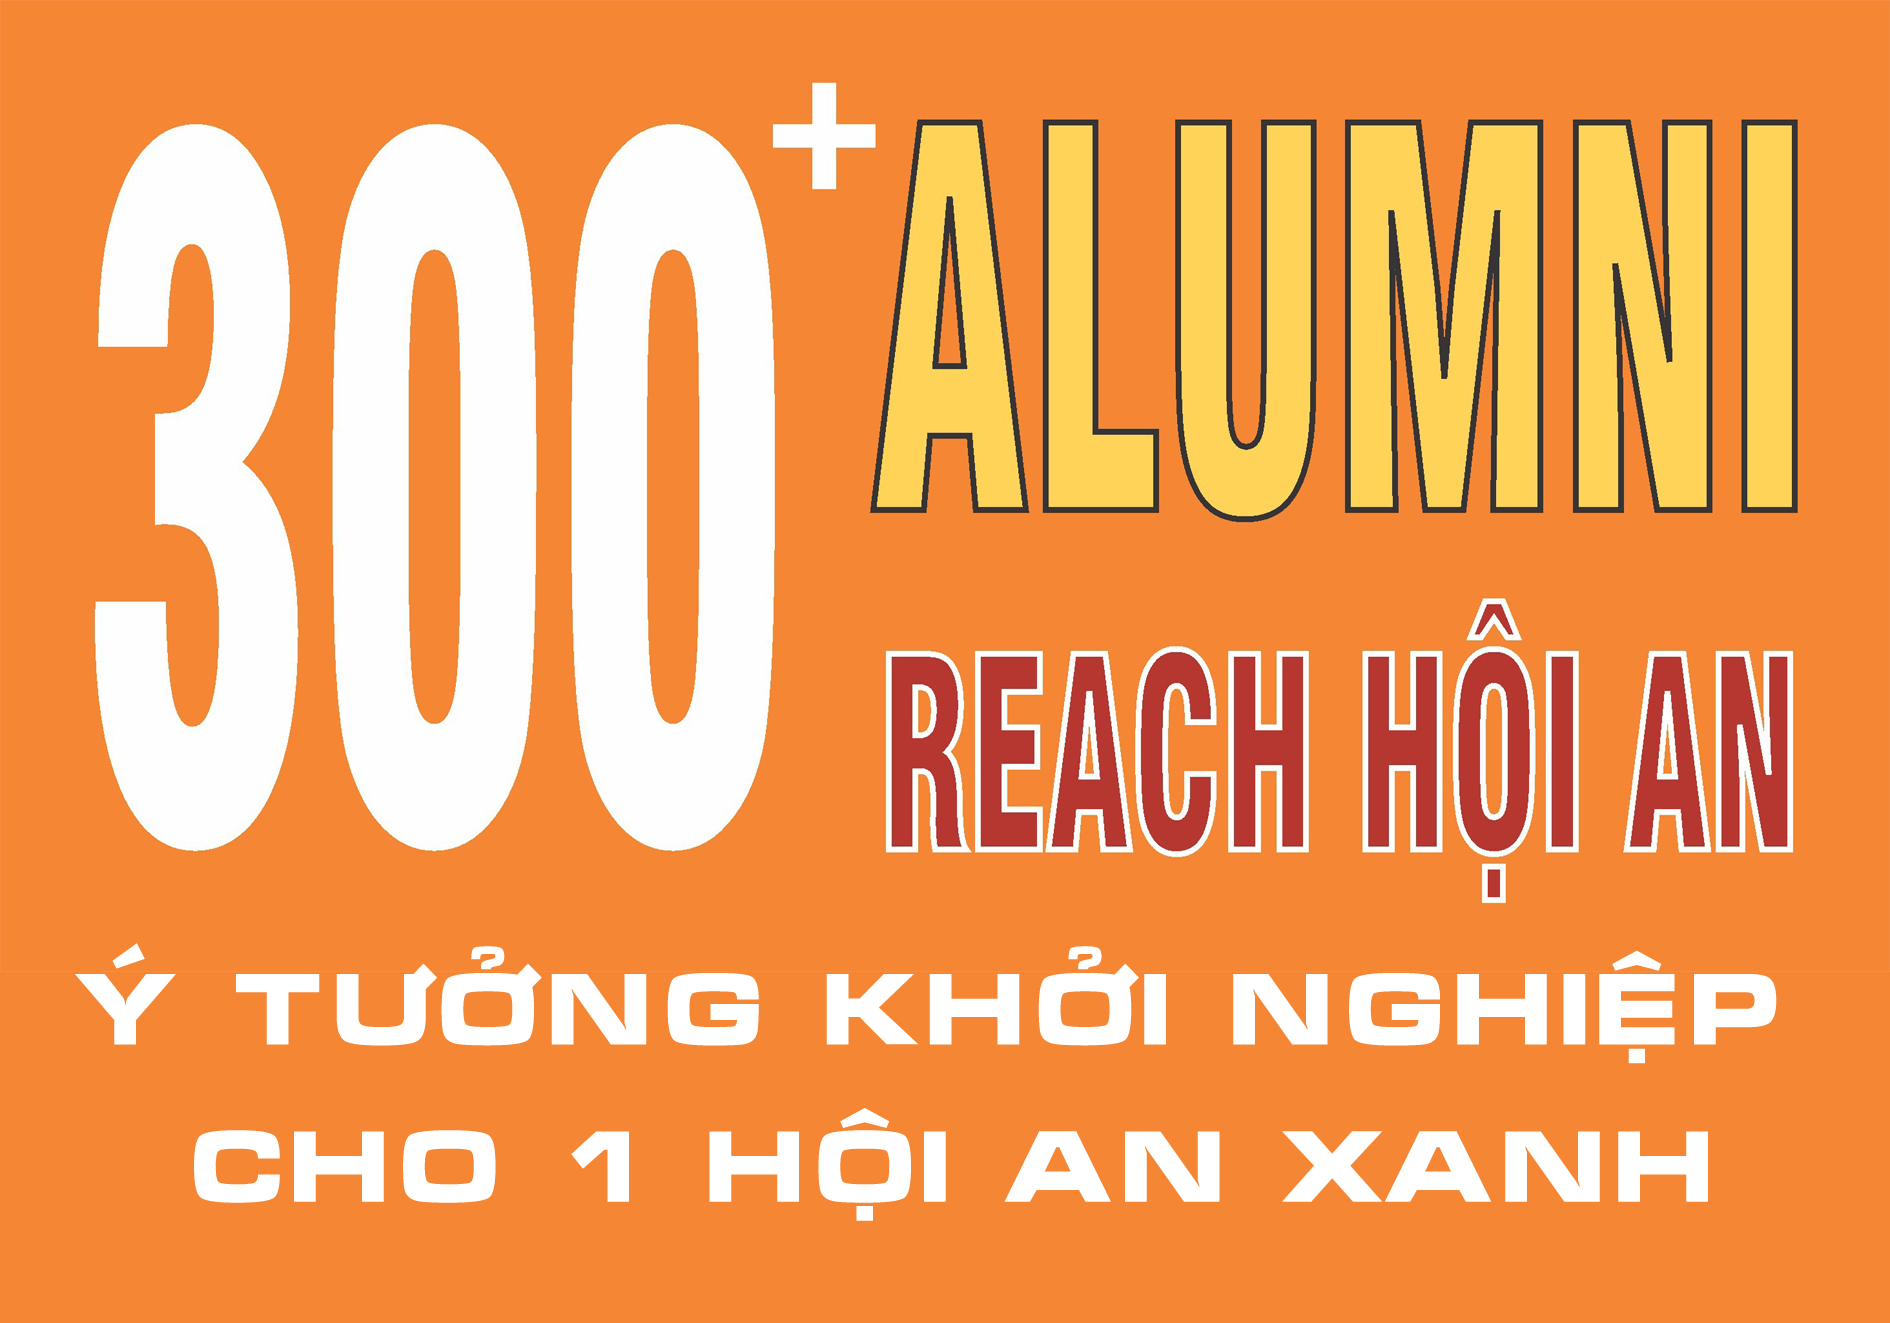 300+ ALUMNI
REACH HỘI AN
Ý TƯỞNG KHỞI NGHIỆP
CHO 1 HỘI AN XANH